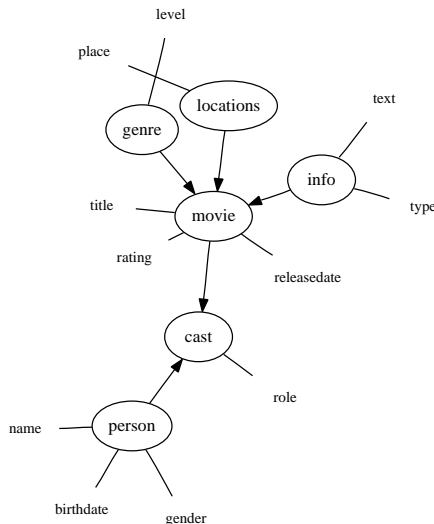 level
place
locations
text
genre
info
title
movie
type
rating
releasedate
cast
role
name
person
birthdate
gender